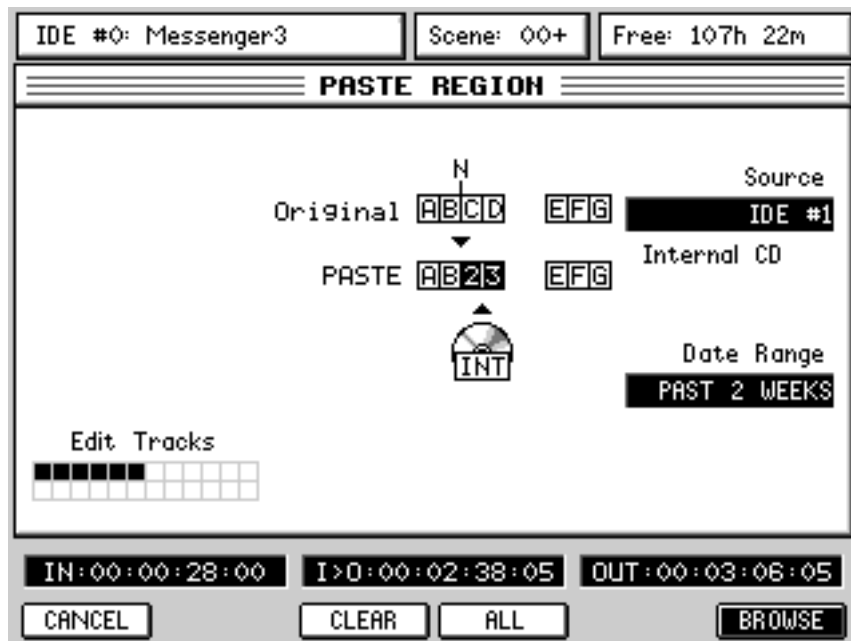 IDE #0: Messenger3
Scene: 00+
Free: 107h 22m
PASTE REGION
N
Original ABCD EFG
Source
IDE #1
Internal CD
PASTE AB23 EFG
INT
Date Range
PAST 2 WEEKS
Edit Tracks
IN:00:00:28:00
I>O:00:02:38:05
OUT:00:03:06:05
CANCEL
CLEAR
ALL
BROWSE